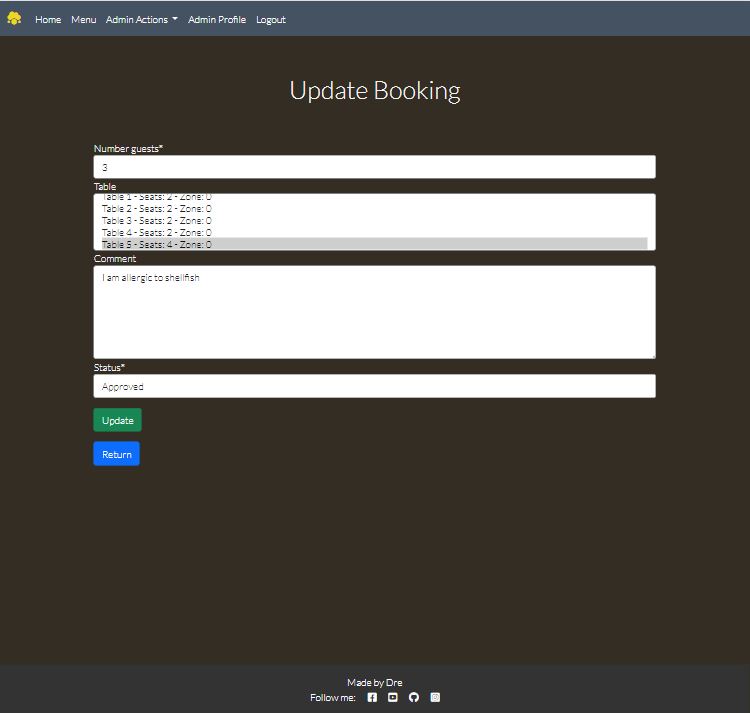 Home Menu Admin Actions Admin Profile Logout
Update Booking
Number guests*
3
Table
Table 1 - Seats: 2 - Zone: 0
Table 2 - Seats: 2 - Zone: 0
Table 3 - Seats: 2 - Zone: 0
Table 4 - Seats: 2 - Zone: 0
Table 5 - Seats: 4 - Zone: 0
Comment
I am allergic to shellfish
Status*
Approved
Update
Return
Made by Dre
Follow me: